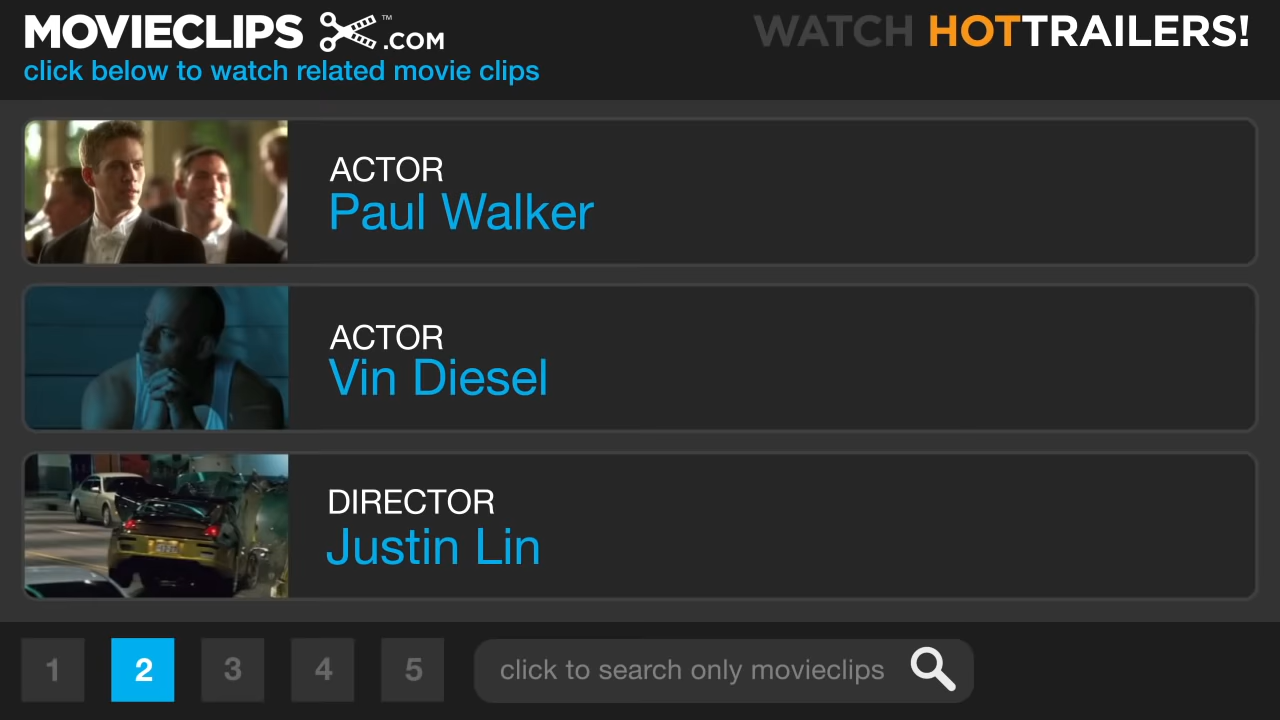 MOVIECLIPS ™ .COM
WATCH HOTTRAILERS!
click below to watch related movie clips
ACTOR
Paul Walker
ACTOR
Vin Diesel
DIRECTOR
Justin Lin
1 2 3 4 5
click to search only movieclips